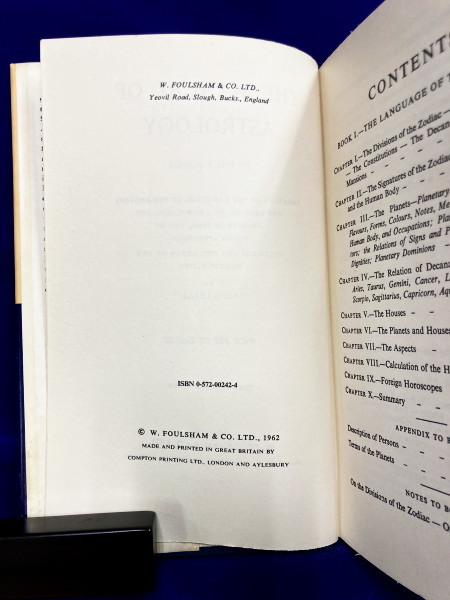 W. FOULSHAM & CO. LTD.,
Yeovil Road, Slough, Bucks., England
ISBN 0-572-00242-4
© W. FOULSHAM & CO. LTD., 1962
MADE AND PRINTED IN GREAT BRITAIN BY
COMPTON PRINTING LTD., LONDON AND AYLESBURY
CONTENTS
BOOK I.—THE LANGUAGE OF
CHAPTER I.—The Divisions of the Zodiac —
— The Constitutions — The
Mansions – – –
CHAPTER II.—The Signatures of the
and the Human Body – –
CHAPTER III.—The Planets—Planetary
Flavours, Forms, Colours, Notes,
Human Body, and Occupations;
the Relations of Signs and
Dignities; Planetary Dominions –
CHAPTER IV.—The Relation of
Aries, Taurus, Gemini, Cancer,
Scorpio, Sagittarius, Capricorn,
CHAPTER V.—The Houses – –
CHAPTER VI.—The Planets and Houses
CHAPTER VII.—The Aspects –
CHAPTER VIII.—Calculation of the
CHAPTER IX.—Foreign Horoscopes
CHAPTER X.—Summary – –
APPENDIX TO
Description of Persons – –
Terms of the Planets – –
NOTES TO
On the Divisions of the Zodiac —